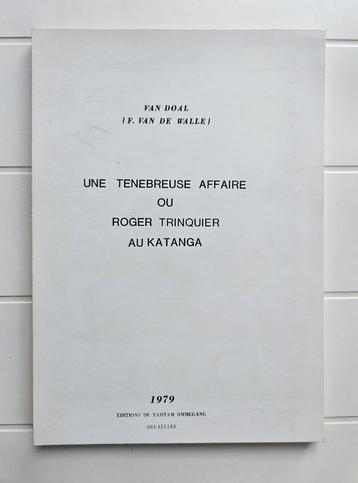 VAN DOAL
( F. VAN DE WALLE )
UNE TENEBREUSE AFFAIRE
OU
ROGER TRINQUIER
AU KATANGA
1979
EDITIONS DE TAMTAM OMMEGANG
BRUXELLES